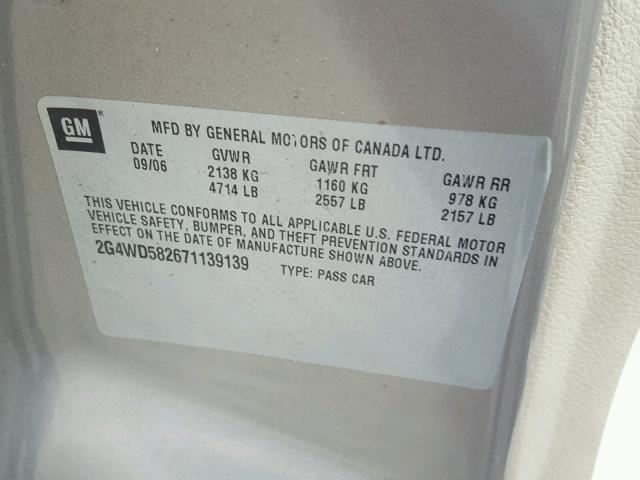 GM ®
MFD BY GENERAL MOTORS OF CANADA LTD.
DATE GVWR GAWR FRT GAWR RR
09/06 2138 KG 1160 KG 978 KG
4714 LB 2557 LB 2157 LB
THIS VEHICLE CONFORMS TO ALL APPLICABLE U.S. FEDERAL MOTOR
VEHICLE SAFETY, BUMPER, AND THEFT PREVENTION STANDARDS IN
EFFECT ON THE DATE OF MANUFACTURE SHOWN ABOVE.
2G4WD582671139139 TYPE: PASS CAR